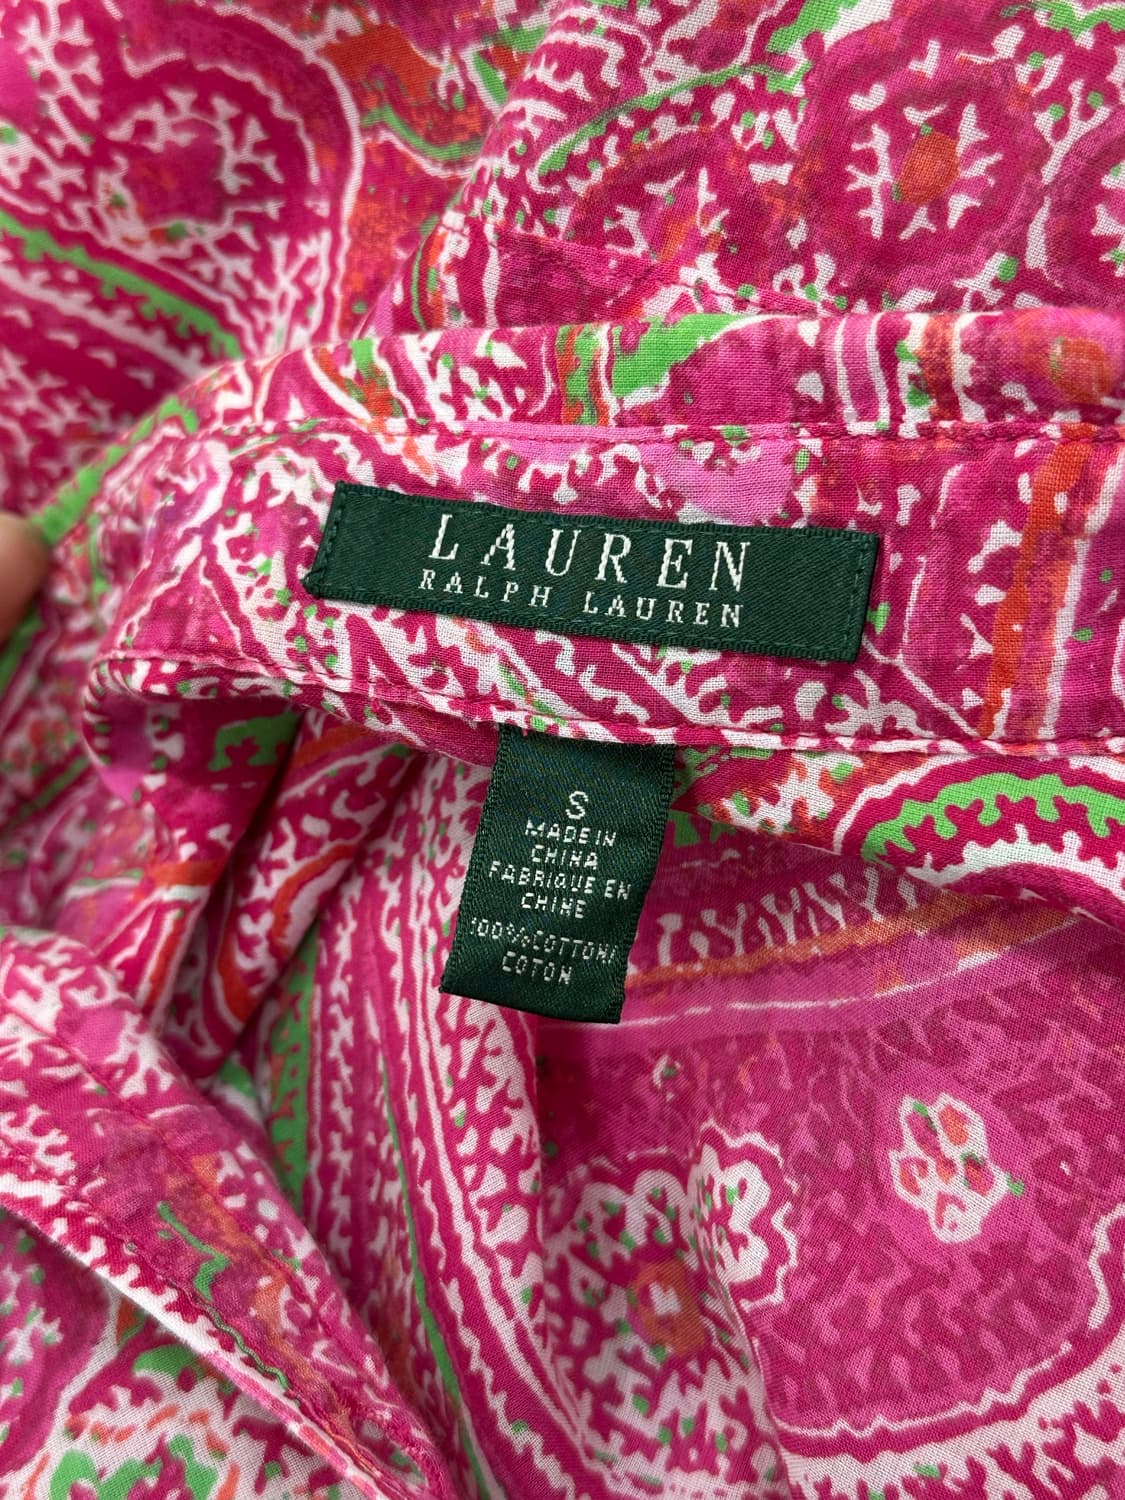 LAUREN
RALPH LAUREN
S
MADE IN
CHINA
FABRIQUE EN
CHINE
100% COTTON/
COTON